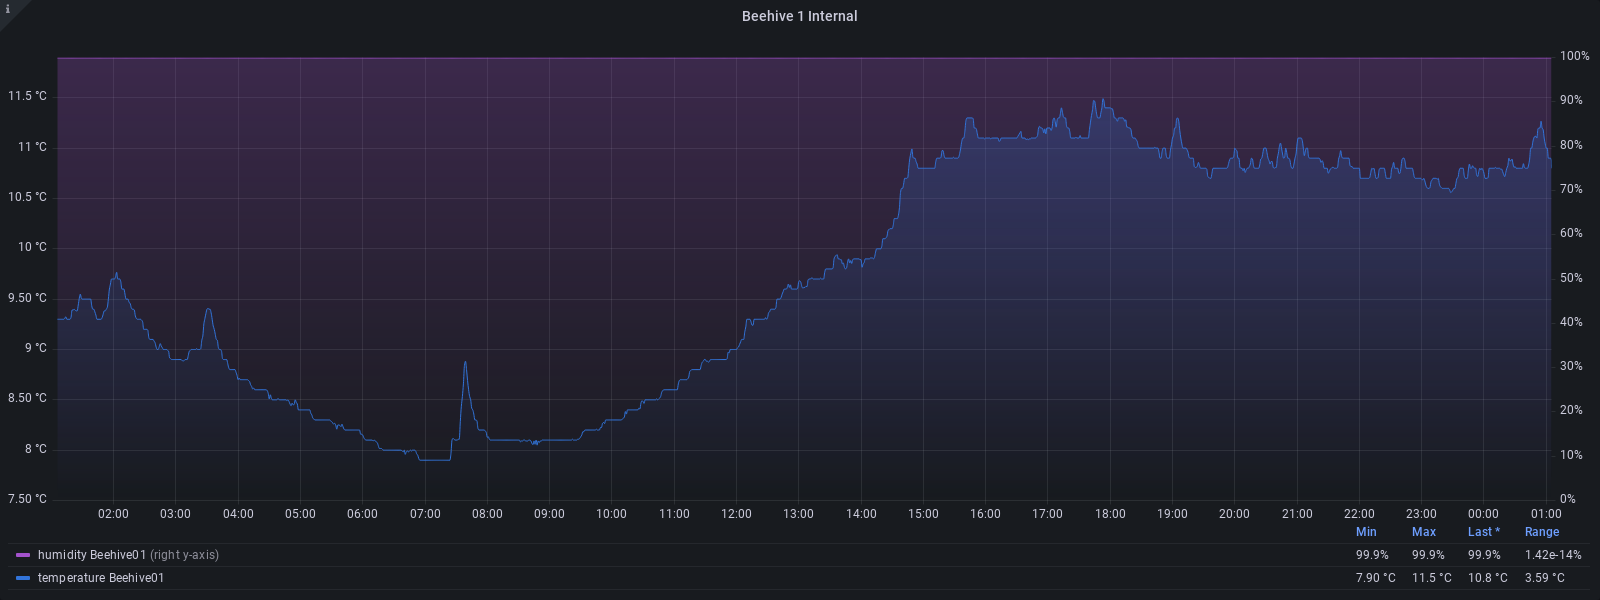 i
Beehive 1 Internal
100%
11.5 °C
90%
11 °C
80%
10.5 °C
70%
10 °C
60%
9.50 °C
50%
40%
9 °C
30%
8.50 °C
20%
8 °C
10%
7.50 °C
0%
02:00 03:00 04:00 05:00 06:00 07:00 08:00 09:00 10:00 11:00 12:00 13:00 14:00 15:00 16:00 17:00 18:00 19:00 20:00 21:00 22:00 23:00 00:00 01:00
Min Max Last * Range
humidity Beehive01 (right y-axis) 99.9% 99.9% 99.9% 1.42e-14%
temperature Beehive01 7.90 °C 11.5 °C 10.8 °C 3.59 °C